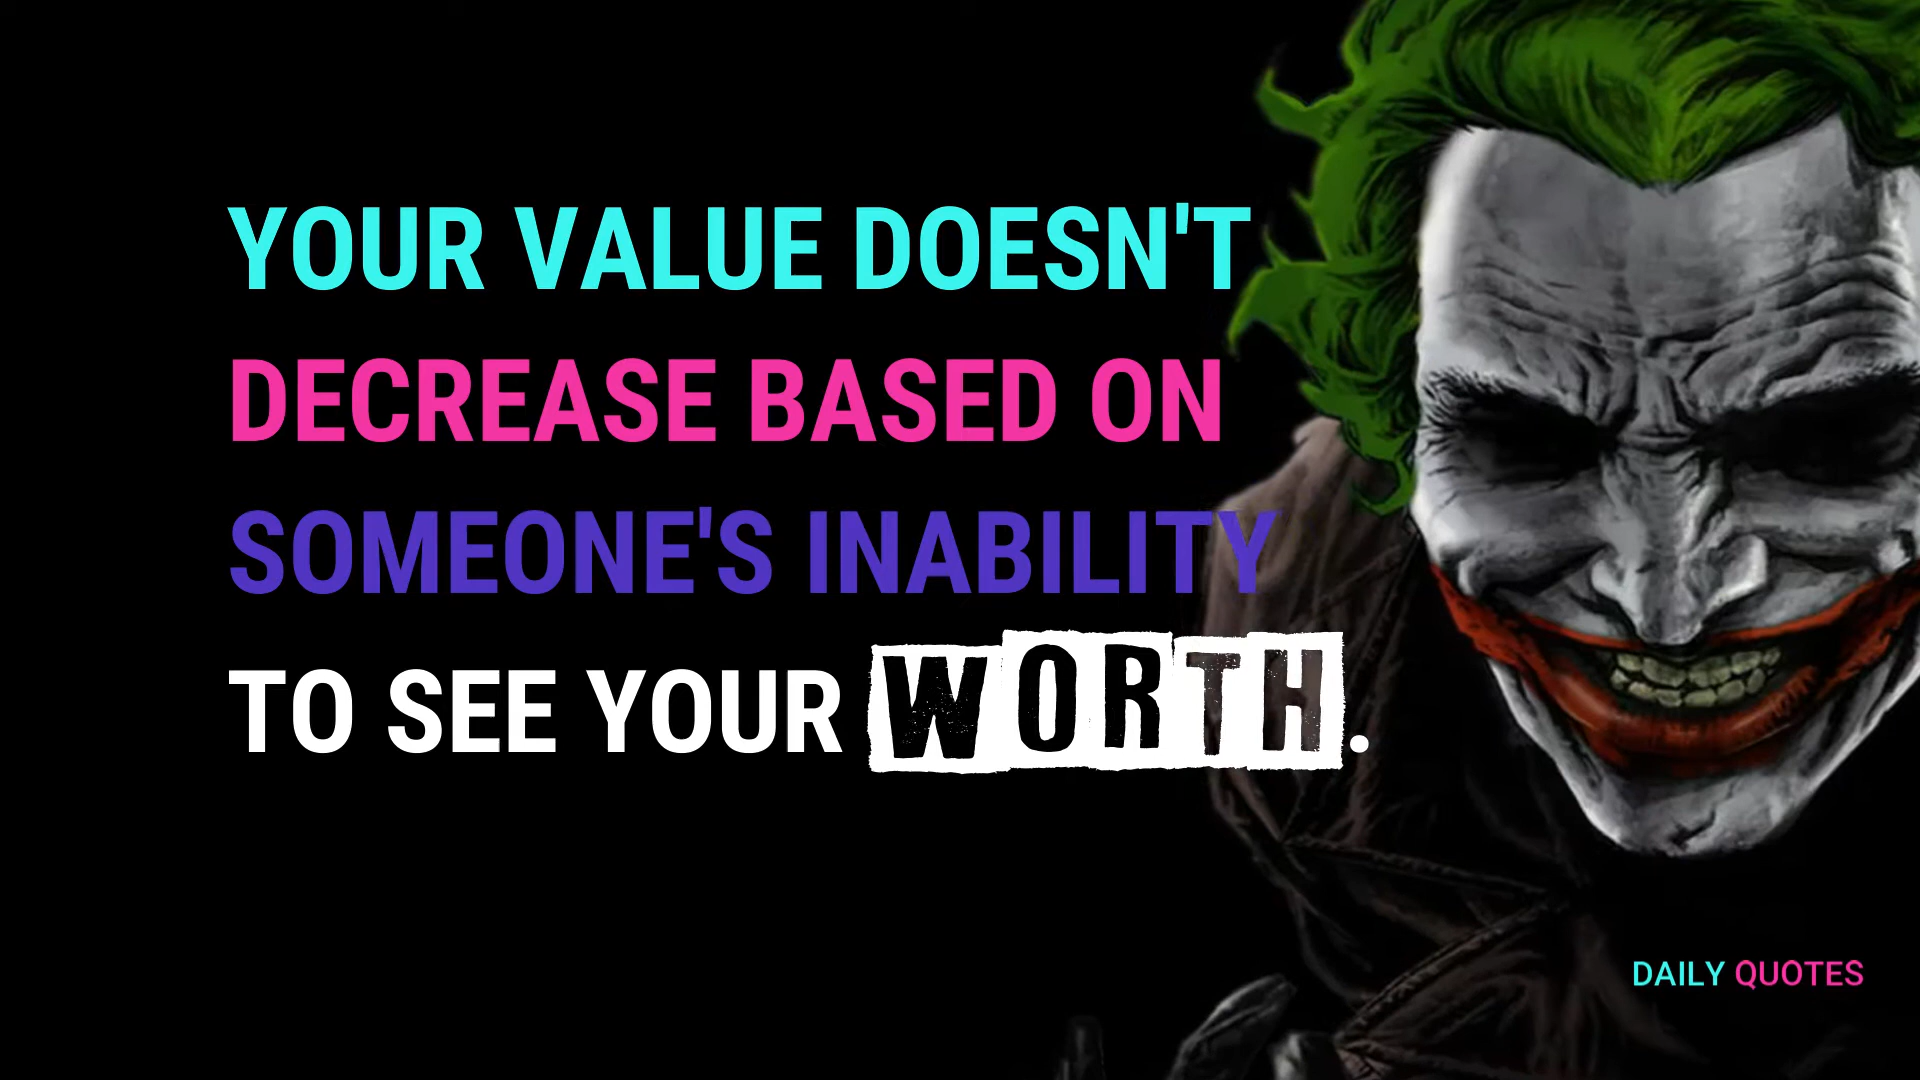 YOUR VALUE DOESN'T
DECREASE BASED ON
SOMEONE'S INABILITY
TO SEE YOUR WORTH.
DAILY QUOTES